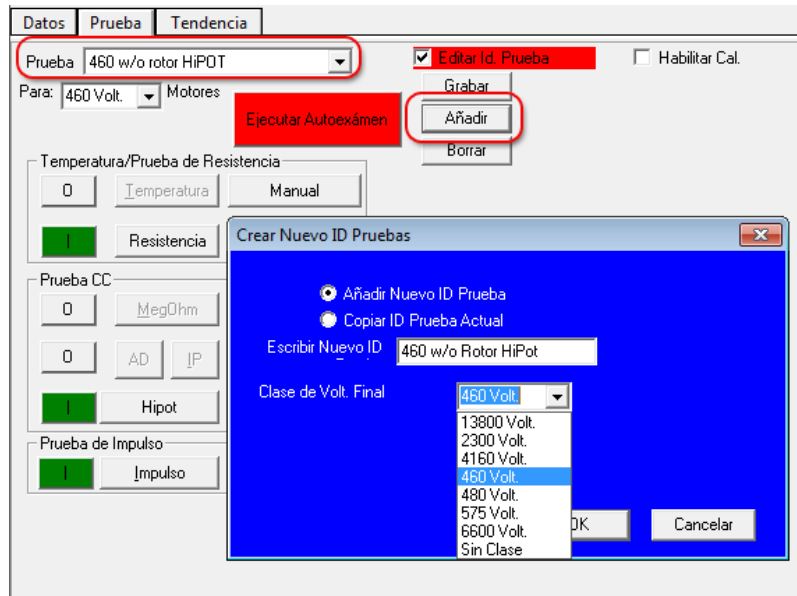 Datos Prueba Tendencia
Prueba 460 w/o rotor HiPOT Editar Id. Prueba Habilitar Cal.
Para: 460 Volt. Motores Grabar
Ejecutar Autoexámen Añadir
Borrar
Temperatura/Prueba de Resistencia
O Temperatura Manual
I Resistencia
Crear Nuevo ID Pruebas
Prueba CC
Añadir Nuevo ID Prueba
O MegOhm
Copiar ID Prueba Actual
Escribir Nuevo ID 460 w/o Rotor HiPot
O AD IP
Clase de Volt. Final 460 Volt.
I Hipot
13800 Volt.
2300 Volt.
4160 Volt.
Prueba de Impulso
460 Volt.
I Impulso
480 Volt.
575 Volt.
6600 Volt.
OK Cancelar
Sin Clase